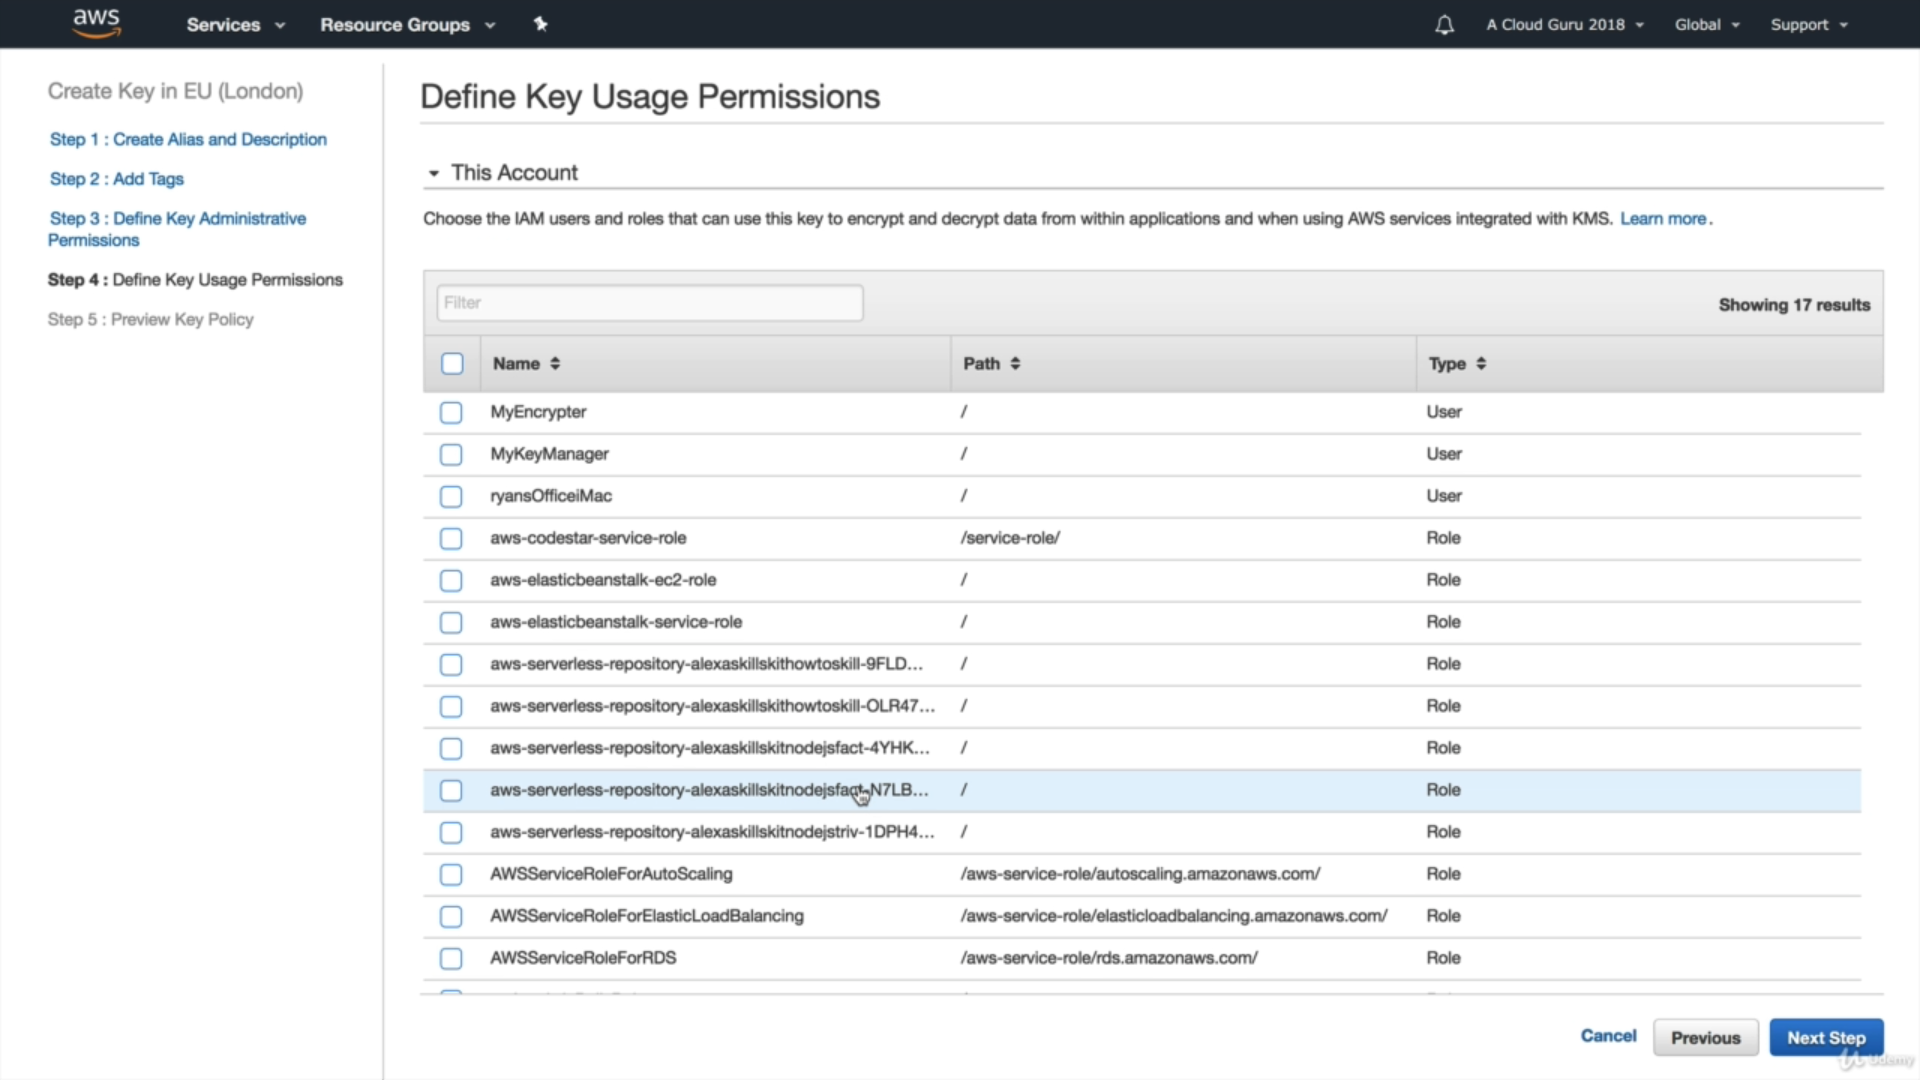 aws Services Resource Groups A Cloud Guru 2018 Global Support
Create Key in EU (London)
Step 1 : Create Alias and Description
Step 2 : Add Tags
Step 3 : Define Key Administrative
Permissions
Step 4 : Define Key Usage Permissions
Step 5 : Preview Key Policy
Define Key Usage Permissions
This Account
Choose the IAM users and roles that can use this key to encrypt and decrypt data from within applications and when using AWS services integrated with KMS. Learn more.
Filter Showing 17 results
Name Path Type
MyEncrypter / User
MyKeyManager / User
ryansOfficeiMac / User
aws-codestar-service-role /service-role/ Role
aws-elasticbeanstalk-ec2-role / Role
aws-elasticbeanstalk-service-role / Role
aws-serverless-repository-alexaskillskithowtoskill-9FLD... / Role
aws-serverless-repository-alexaskillskithowtoskill-OLR47... / Role
aws-serverless-repository-alexaskillskitnodejsfact-4YHK... / Role
aws-serverless-repository-alexaskillskitnodejsfact-N7LB... / Role
aws-serverless-repository-alexaskillskitnodejstriv-1DPH4... / Role
AWSServiceRoleForAutoScaling /aws-service-role/autoscaling.amazonaws.com/ Role
AWSServiceRoleForElasticLoadBalancing /aws-service-role/elasticloadbalancing.amazonaws.com/ Role
AWSServiceRoleForRDS /aws-service-role/rds.amazonaws.com/ Role
Cancel Previous Next Step
Udemy